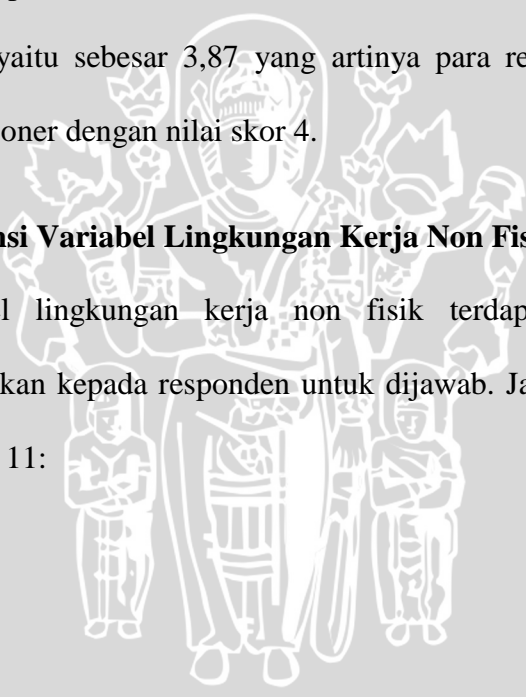 yaitu sebesar 3,87 yang artinya para re
oner dengan nilai skor 4.
nsi Variabel Lingkungan Kerja Non Fis
l lingkungan kerja non fisik terdap
kan kepada responden untuk dijawab. Ja
11: